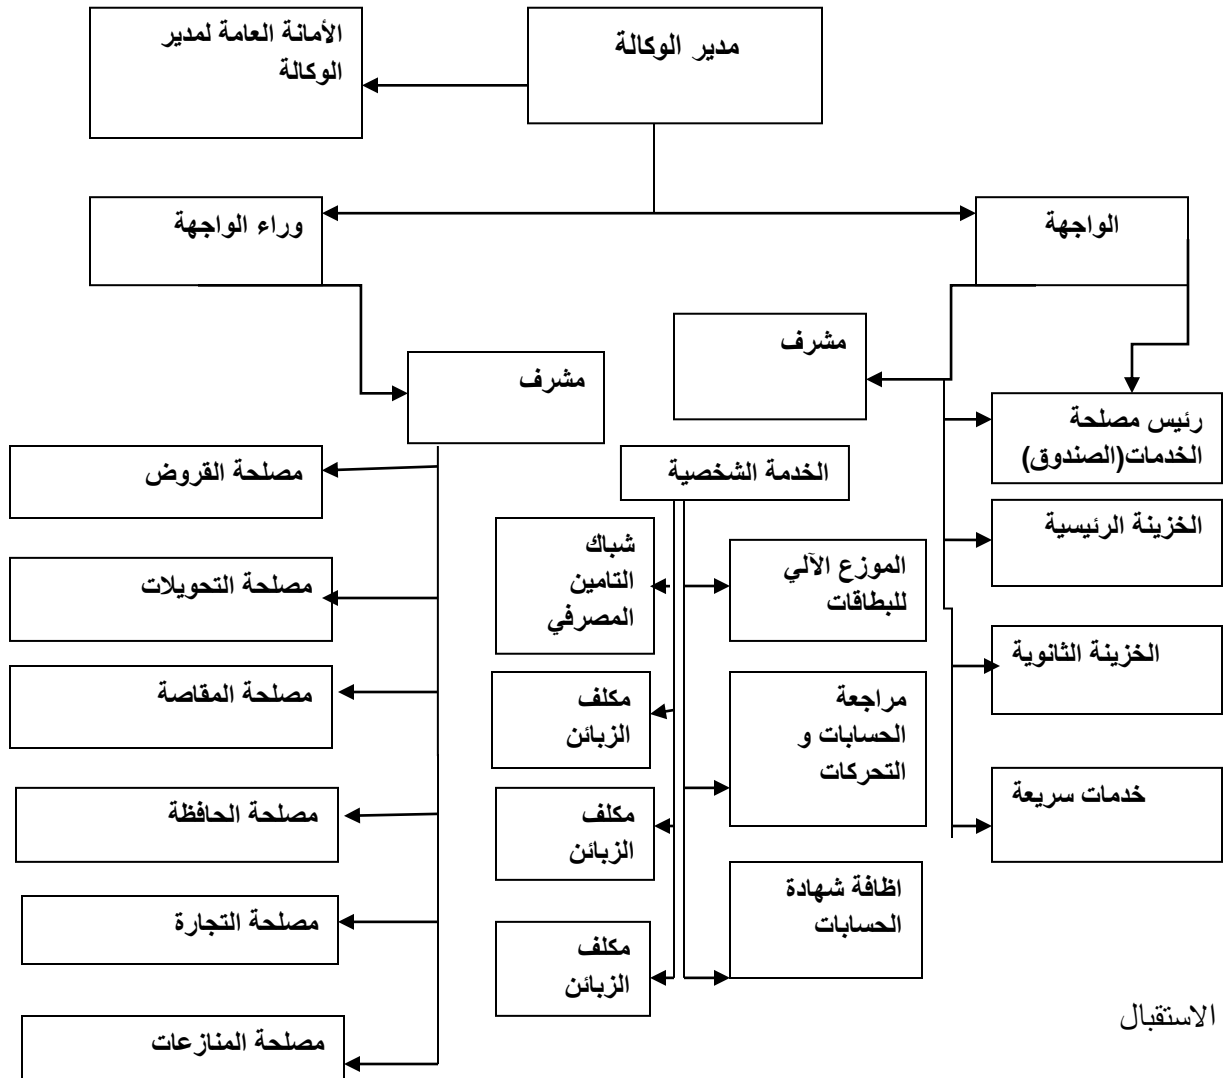 مدير الوكالة
الأمانة العامة لمدير
الوكالة
الواجهة
وراء الواجهة
مشرف
مشرف
رئيس مصلحة
الخدمات(الصندوق)
الخزينة الرئيسية
الخزينة الثانوية
خدمات سريعة
الخدمة الشخصية
الموزع الآلي
للبطاقات
مراجعة
الحسابات و
التحركات
اظافة شهادة
الحسابات
شباك
التامين
المصرفي
مكلف
الزبائن
مكلف
الزبائن
مكلف
الزبائن
مصلحة القروض
مصلحة التحويلات
مصلحة المقاصة
مصلحة الحافظة
مصلحة التجارة
مصلحة المنازعات
الاستقبال